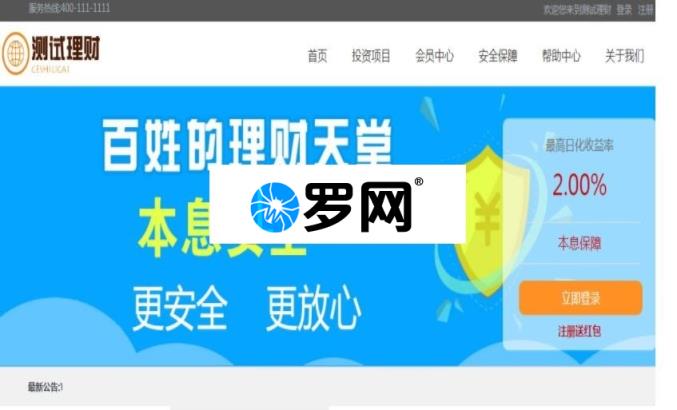 服务热线:400-111-1111
欢迎您来到测试理财 登录 注册
测试理财
CESHILICAI
首页 投资项目 会员中心 安全保障 帮助中心 关于我们
百姓的理财天堂
本息安全
更安全 更放心
罗网®
最高日化收益率
2.00%
本息保障
立即登录
注册送红包
最新公告:1